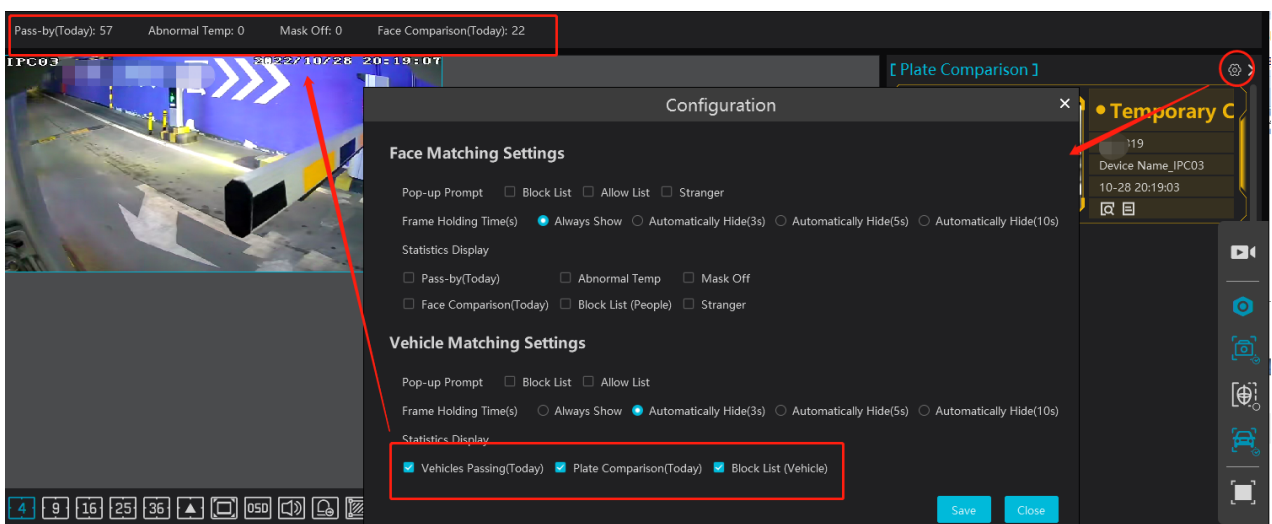 Pass-by(Today): 57 Abnormal Temp: 0 Mask Off: 0 Face Comparison(Today): 22
IPC03 2022/10/28 20:19:07
[ Plate Comparison ]
Configuration
Temporary C
319
Device Name_IPC03
10-28 20:19:03
Face Matching Settings
Pop-up Prompt Block List Allow List Stranger
Frame Holding Time(s) Always Show Automatically Hide(3s) Automatically Hide(5s) Automatically Hide(10s)
Statistics Display
Pass-by(Today) Abnormal Temp Mask Off
Face Comparison(Today) Block List (People) Stranger
Vehicle Matching Settings
Pop-up Prompt Block List Allow List
Frame Holding Time(s) Always Show Automatically Hide(3s) Automatically Hide(5s) Automatically Hide(10s)
Statistics Display
Vehicles Passing(Today) Plate Comparison(Today) Block List (Vehicle)
4 9 16 25 36 OSD
Save Close